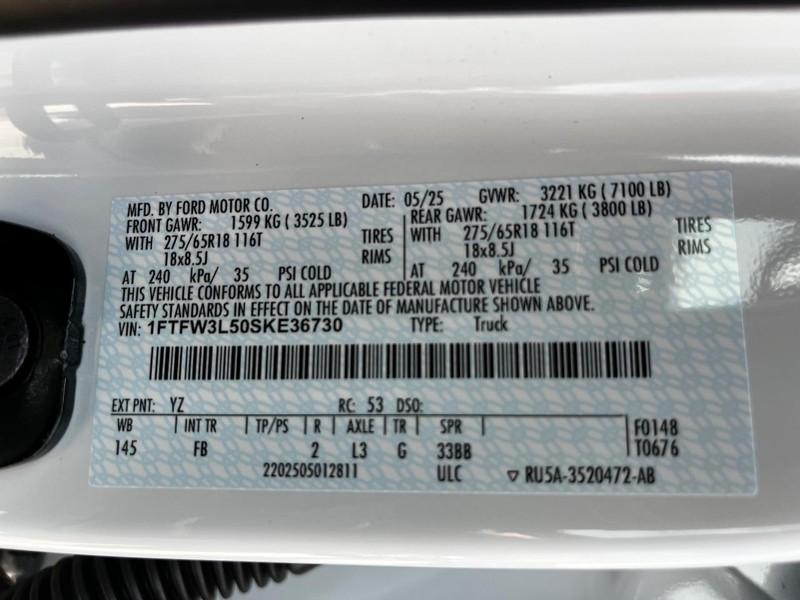 MFD. BY FORD MOTOR CO. DATE: 05/25 GVWR: 3221 KG ( 7100 LB)
FRONT GAWR: 1599 KG ( 3525 LB) REAR GAWR: 1724 KG ( 3800 LB)
WITH 275/65R18 116T TIRES WITH 275/65R18 116T TIRES
18x8.5J RIMS 18x8.5J RIMS
AT 240 kPa/ 35 PSI COLD AT 240 kPa/ 35 PSI COLD
THIS VEHICLE CONFORMS TO ALL APPLICABLE FEDERAL MOTOR VEHICLE
SAFETY STANDARDS IN EFFECT ON THE DATE OF MANUFACTURE SHOWN ABOVE.
VIN: 1FTFW3L50SKE36730 TYPE: Truck
EXT PNT: YZ RC: 53 DSO:
WB INT TR TP/PS R AXLE TR SPR F0148
145 FB 2 L3 G 33BB T0676
2202505012811 ULC RU5A-3520472-AB